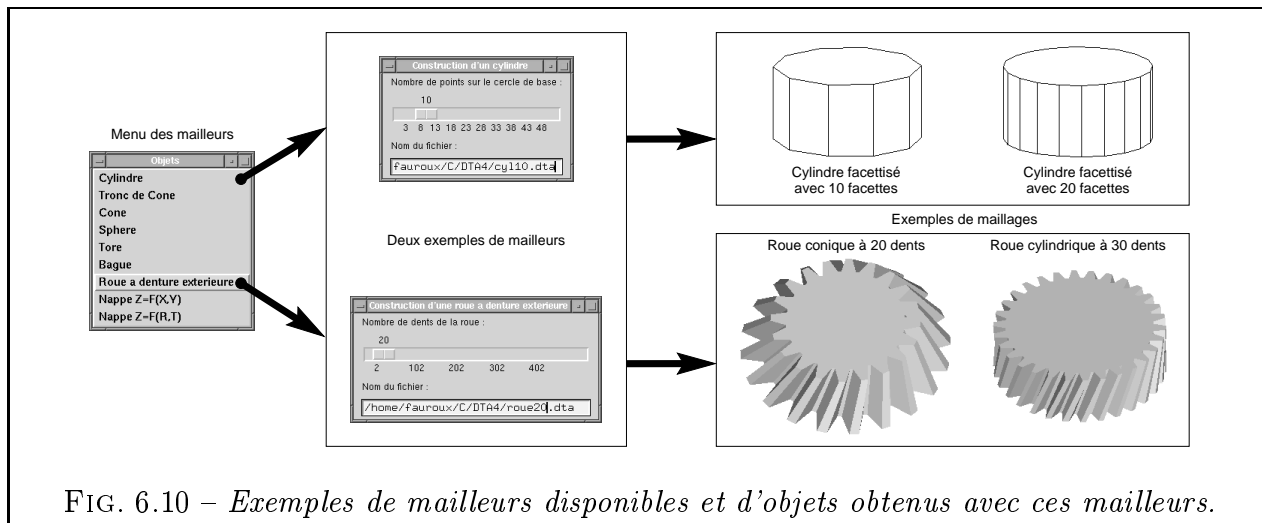 Menu des mailleurs
Objets
Cylindre
Tronc de Cone
Cone
Sphere
Tore
Bague
Roue a denture exterieure
Nappe Z=F(X,Y)
Nappe Z=F(R,T)
Construction d'un cylindre
Nombre de points sur le cercle de base :
10
3 8 13 18 23 28 33 38 43 48
Nom du fichier :
fauroux/C/DTA4/cyl10.dta
Deux exemples de mailleurs
Construction d'une roue a denture exterieure
Nombre de dents de la roue :
20
2 102 202 302 402
Nom du fichier :
/home/fauroux/C/DTA4/roue20.dta
Cylindre facettisé
avec 10 facettes
Cylindre facettisé
avec 20 facettes
Exemples de maillages
Roue conique à 20 dents
Roue cylindrique à 30 dents
FIG. 6.10 – Exemples de mailleurs disponibles et d'objets obtenus avec ces mailleurs.